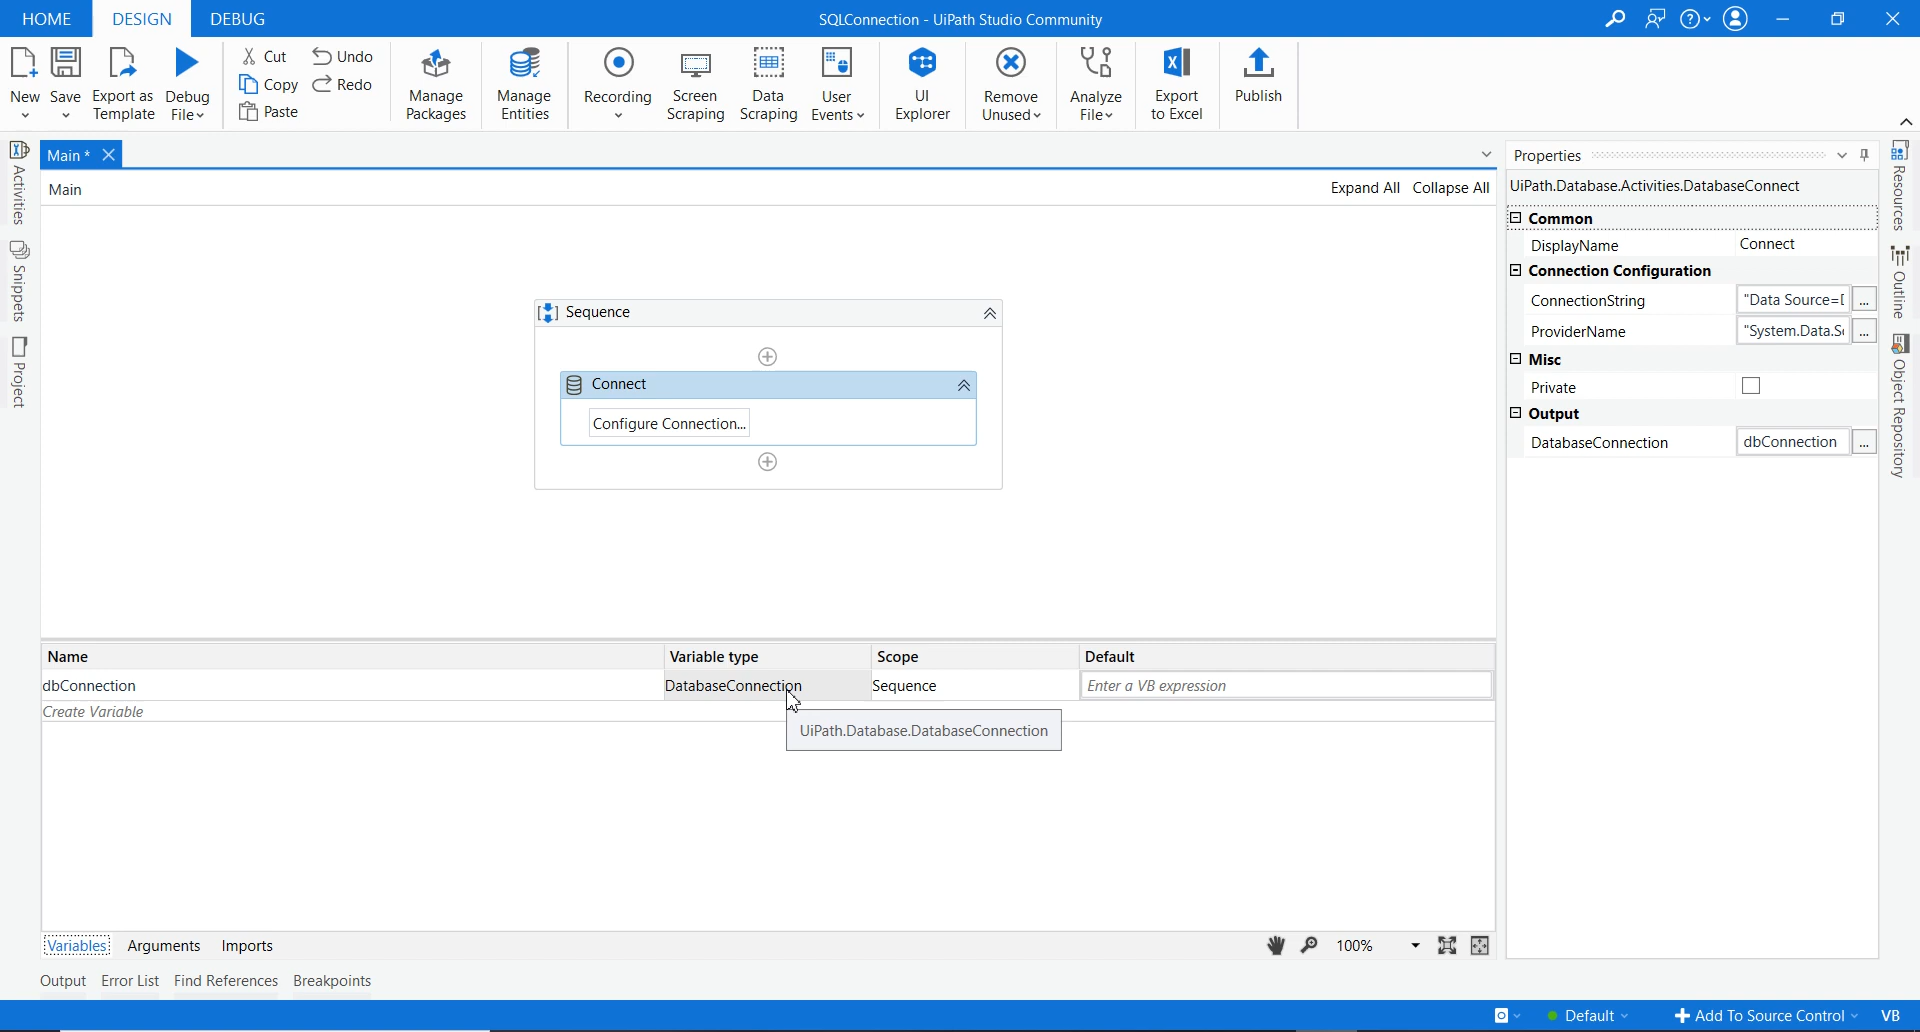 HOME DESIGN DEBUG SQLConnection - UiPath Studio Community
New Save Export as Template Debug File
Cut Undo
Copy Redo
Paste
Manage Packages Manage Entities Recording Screen Scraping Data Scraping User Events UI Explorer Remove Unused Analyze File Export to Excel Publish
Activities
Snippets
Project
Main *
Main Expand All Collapse All
Sequence
Connect
Configure Connection...
Name Variable type Scope Default
dbConnection DatabaseConnection Sequence Enter a VB expression
Create Variable
UiPath.Database.DatabaseConnection
Variables Arguments Imports 100%
Output Error List Find References Breakpoints
Properties
UiPath.Database.Activities.DatabaseConnect
Common
DisplayName Connect
Connection Configuration
ConnectionString "Data Source= ...
ProviderName "System.Data.S ...
Misc
Private
Output
DatabaseConnection dbConnection ...
Resources
Outline
Object Repository
Default Add To Source Control VB